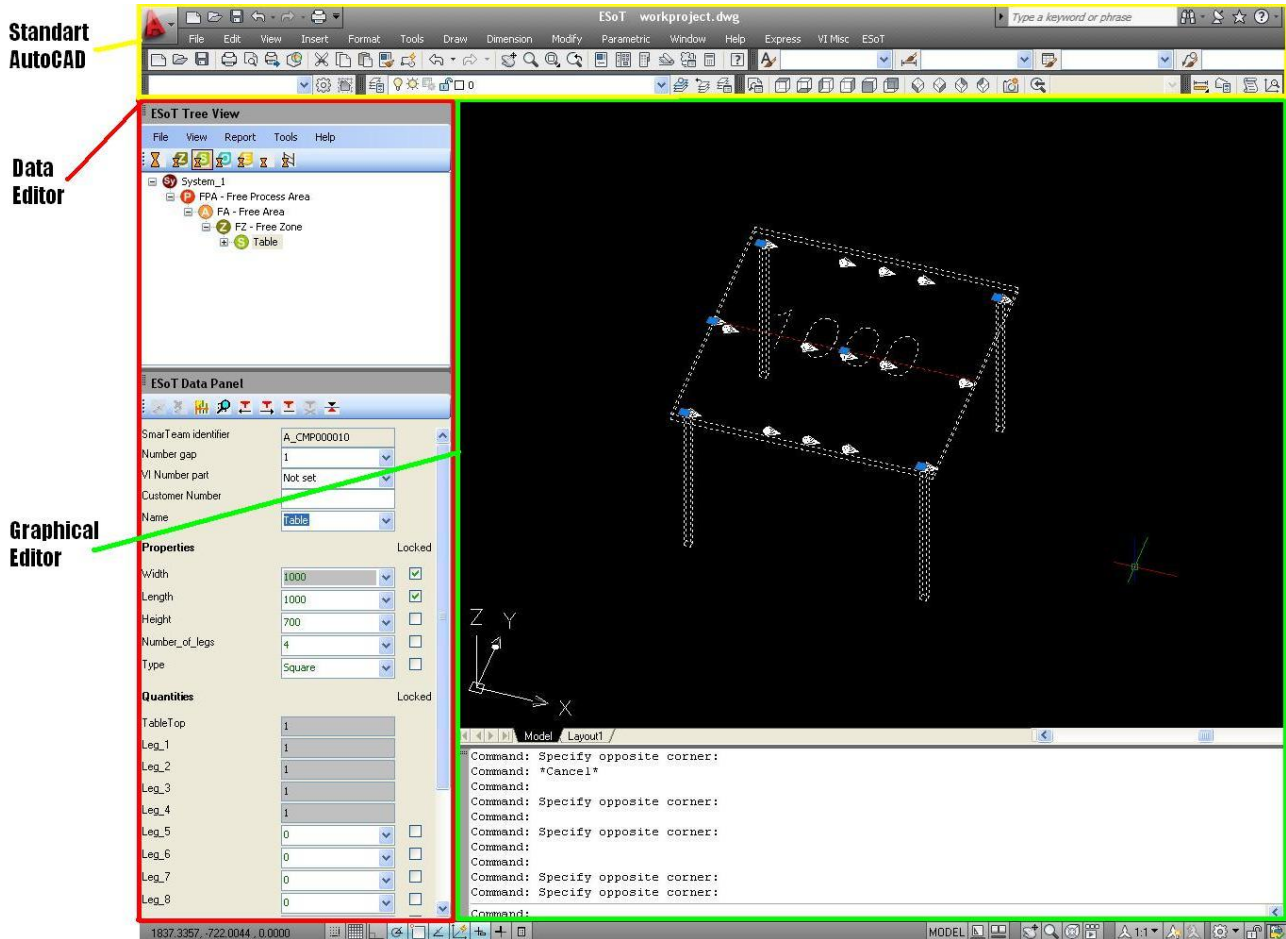 Standart
AutoCAD
Data
Editor
Graphical
Editor
ESoT workproject.dwg
Type a keyword or phrase
File Edit View Insert Format Tools Draw Dimension Modify Parametric Window Help Express VI Misc ESoT
0
ESoT Tree View
File View Report Tools Help
Sy System_1
P FPA - Free Process Area
A FA - Free Area
Z FZ - Free Zone
S Table
ESoT Data Panel
SmarTeam identifier A_CMP000010
Number gap 1
VI Number part Not set
Customer Number
Name Table
Properties Locked
Width 1000
Length 1000
Height 700
Number_of_legs 4
Type Square
Quantities Locked
TableTop 1
Leg_1 1
Leg_2 1
Leg_3 1
Leg_4 1
Leg_5 0
Leg_6 0
Leg_7 0
Leg_8 0
1000
Z Y
X
Model Layout1
Command: Specify opposite corner:
Command: *Cancel*
Command:
Command: Specify opposite corner:
Command:
Command: Specify opposite corner:
Command:
Command:
Command: Specify opposite corner:
Command: Specify opposite corner:
Command:
1837.3357, -722.0044 , 0.0000
MODEL
1:1